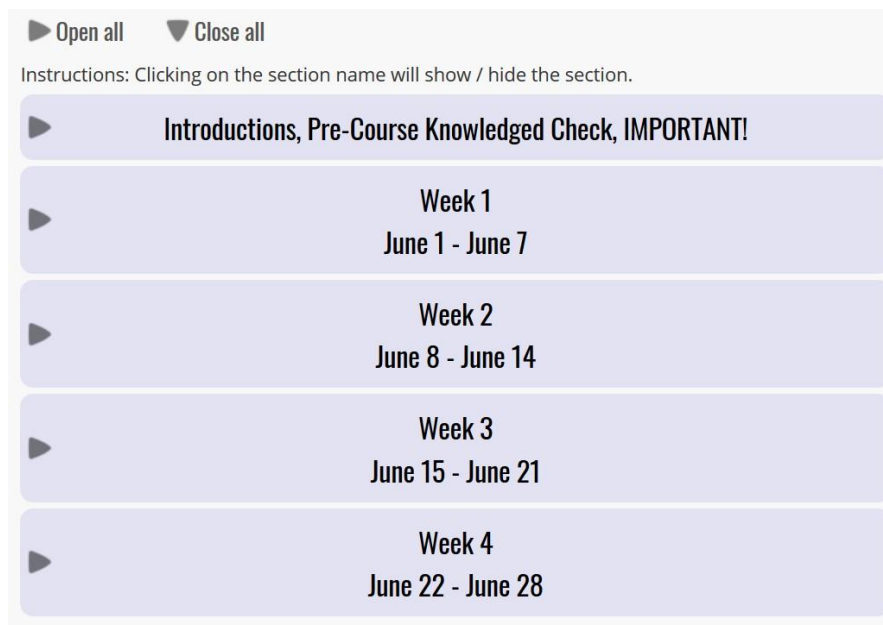 Open all Close all
Instructions: Clicking on the section name will show / hide the section.
Introductions, Pre-Course Knowledged Check, IMPORTANT!
Week 1
June 1 - June 7
Week 2
June 8 - June 14
Week 3
June 15 - June 21
Week 4
June 22 - June 28